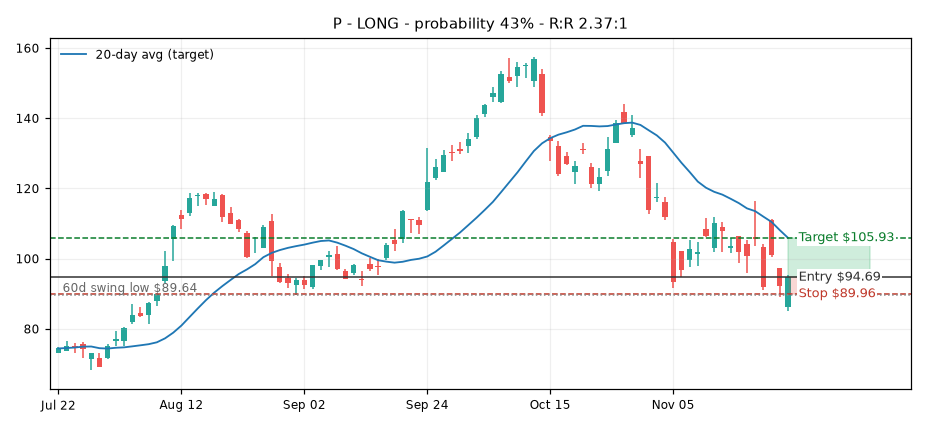 P - LONG - probability 43% - R:R 2.37:1
20-day avg (target)
160
140
120
100
80
Target $105.93
Entry $94.69
60d swing low $89.64
Stop $89.96
Jul 22
Aug 12
Sep 02
Sep 24
Oct 15
Nov 05